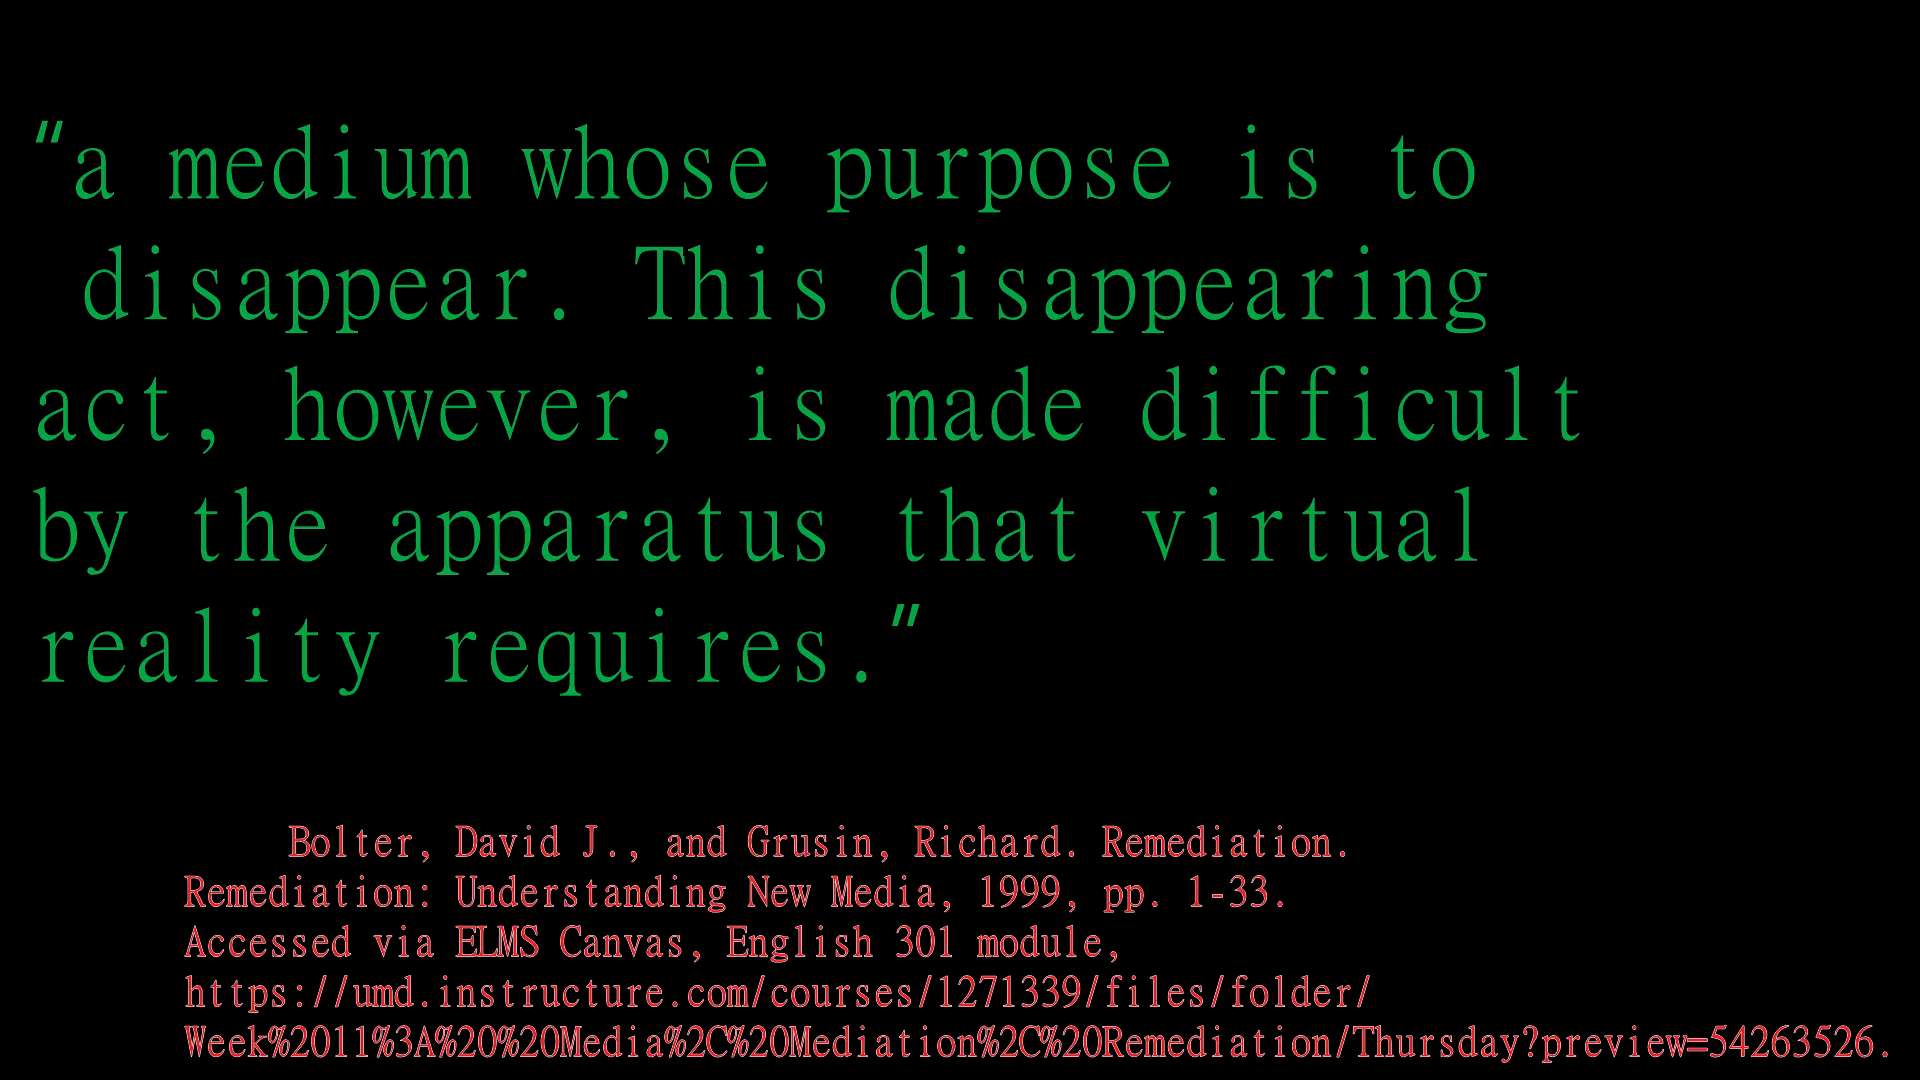 "a medium whose purpose is to
disappear. This disappearing
act, however, is made difficult
by the apparatus that virtual
reality requires."
Bolter, David J., and Grusin, Richard. Remediation.
Remediation: Understanding New Media, 1999, pp. 1-33.
Accessed via ELMS Canvas, English 301 module,
https://umd.instructure.com/courses/1271339/files/folder/
Week%2011%3A%20%20Media%2C%20Mediation%2C%20Remediation/Thursday?preview=54263526.